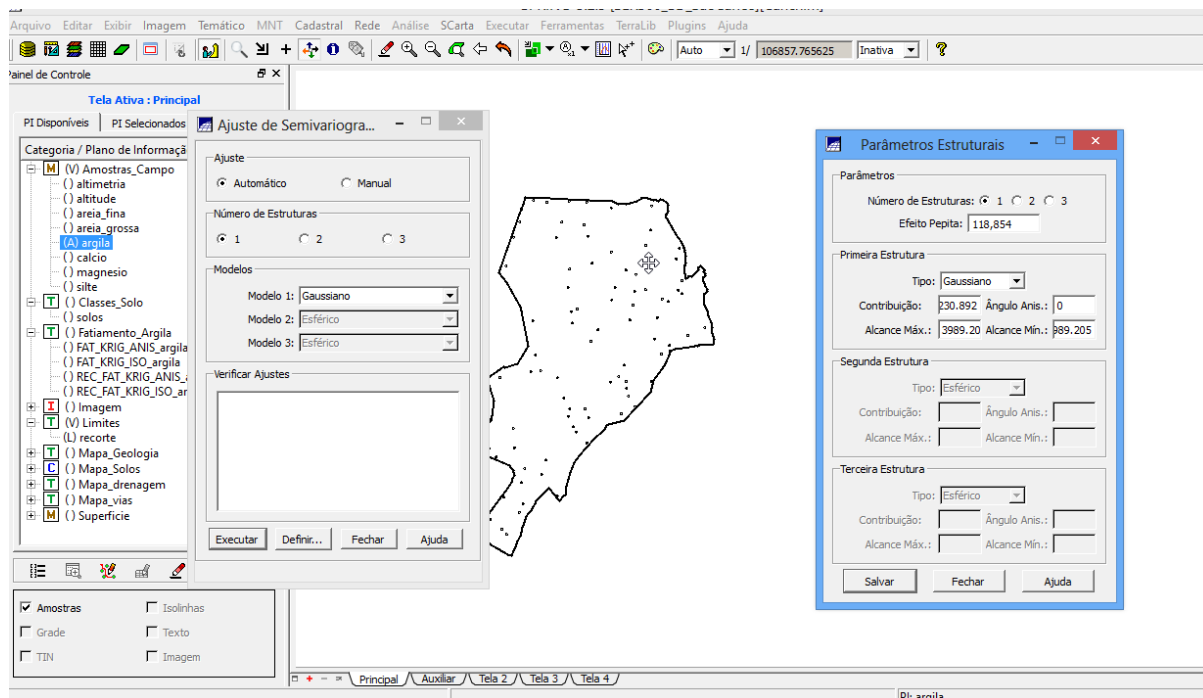 Arquivo Editar Exibir Imagem Temático MNT Cadastral Rede Análise SCarta Executar Ferramentas TerraLib Plugins Ajuda
Auto 1/ 106857.765625 Inativa
Painel de Controle
Tela Ativa : Principal
PI Disponíveis PI Selecionados
Categoria / Plano de Informaçã
M (V) Amostras_Campo
() altimetria
() altitude
() areia_fina
() areia_grossa
(A) argila
() calcio
() magnesio
() silte
T () Classes_Solo
() solos
T () Fatiamento_Argila
() FAT_KRIG_ANIS_argila
() FAT_KRIG_ISO_argila
() REC_FAT_KRIG_ANIS_
() REC_FAT_KRIG_ISO_ar
I () Imagem
T (V) Limites
(L) recorte
T () Mapa_Geologia
C () Mapa_Solos
T () Mapa_drenagem
T () Mapa_vias
M () Superficie
Amostras Isolinhas
Grade Texto
TIN Imagem
Ajuste de Semivariogra...
Ajuste
Automático Manual
Número de Estruturas
1 2 3
Modelos
Modelo 1: Gaussiano
Modelo 2: Esférico
Modelo 3: Esférico
Verificar Ajustes
Executar Definir... Fechar Ajuda
Parâmetros Estruturais
Parâmetros
Número de Estruturas: 1 2 3
Efeito Pepita: 118,854
Primeira Estrutura
Tipo: Gaussiano
Contribuição: 230.892 Ângulo Anis.: 0
Alcance Máx.: 3989.20 Alcance Mín.: 989.205
Segunda Estrutura
Tipo: Esférico
Contribuição: Ângulo Anis.:
Alcance Máx.: Alcance Mín.:
Terceira Estrutura
Tipo: Esférico
Contribuição: Ângulo Anis.:
Alcance Máx.: Alcance Mín.:
Salvar Fechar Ajuda
Principal Auxiliar Tela 2 Tela 3 Tela 4
PI: argila